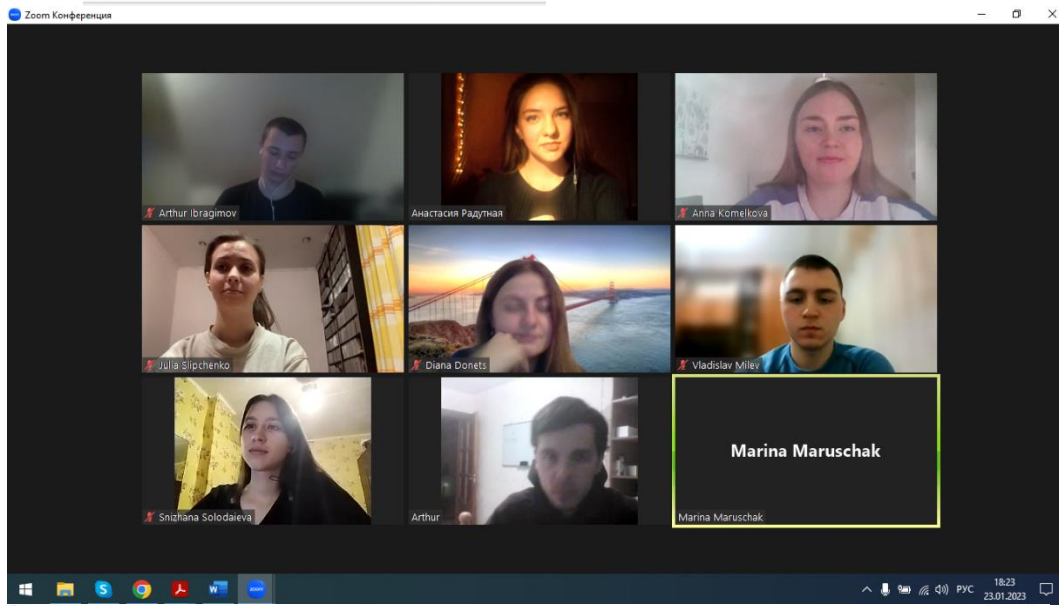 Zoom Конференция
Arthur Ibragimov
Анастасия Радутная
Anna Komelkova
Julia Slipchenko
Diana Donets
Vladislav Milev
Snizhana Solodaieva
Arthur
Marina Maruschak
Marina Maruschak
РУС
18:23
23.01.2023